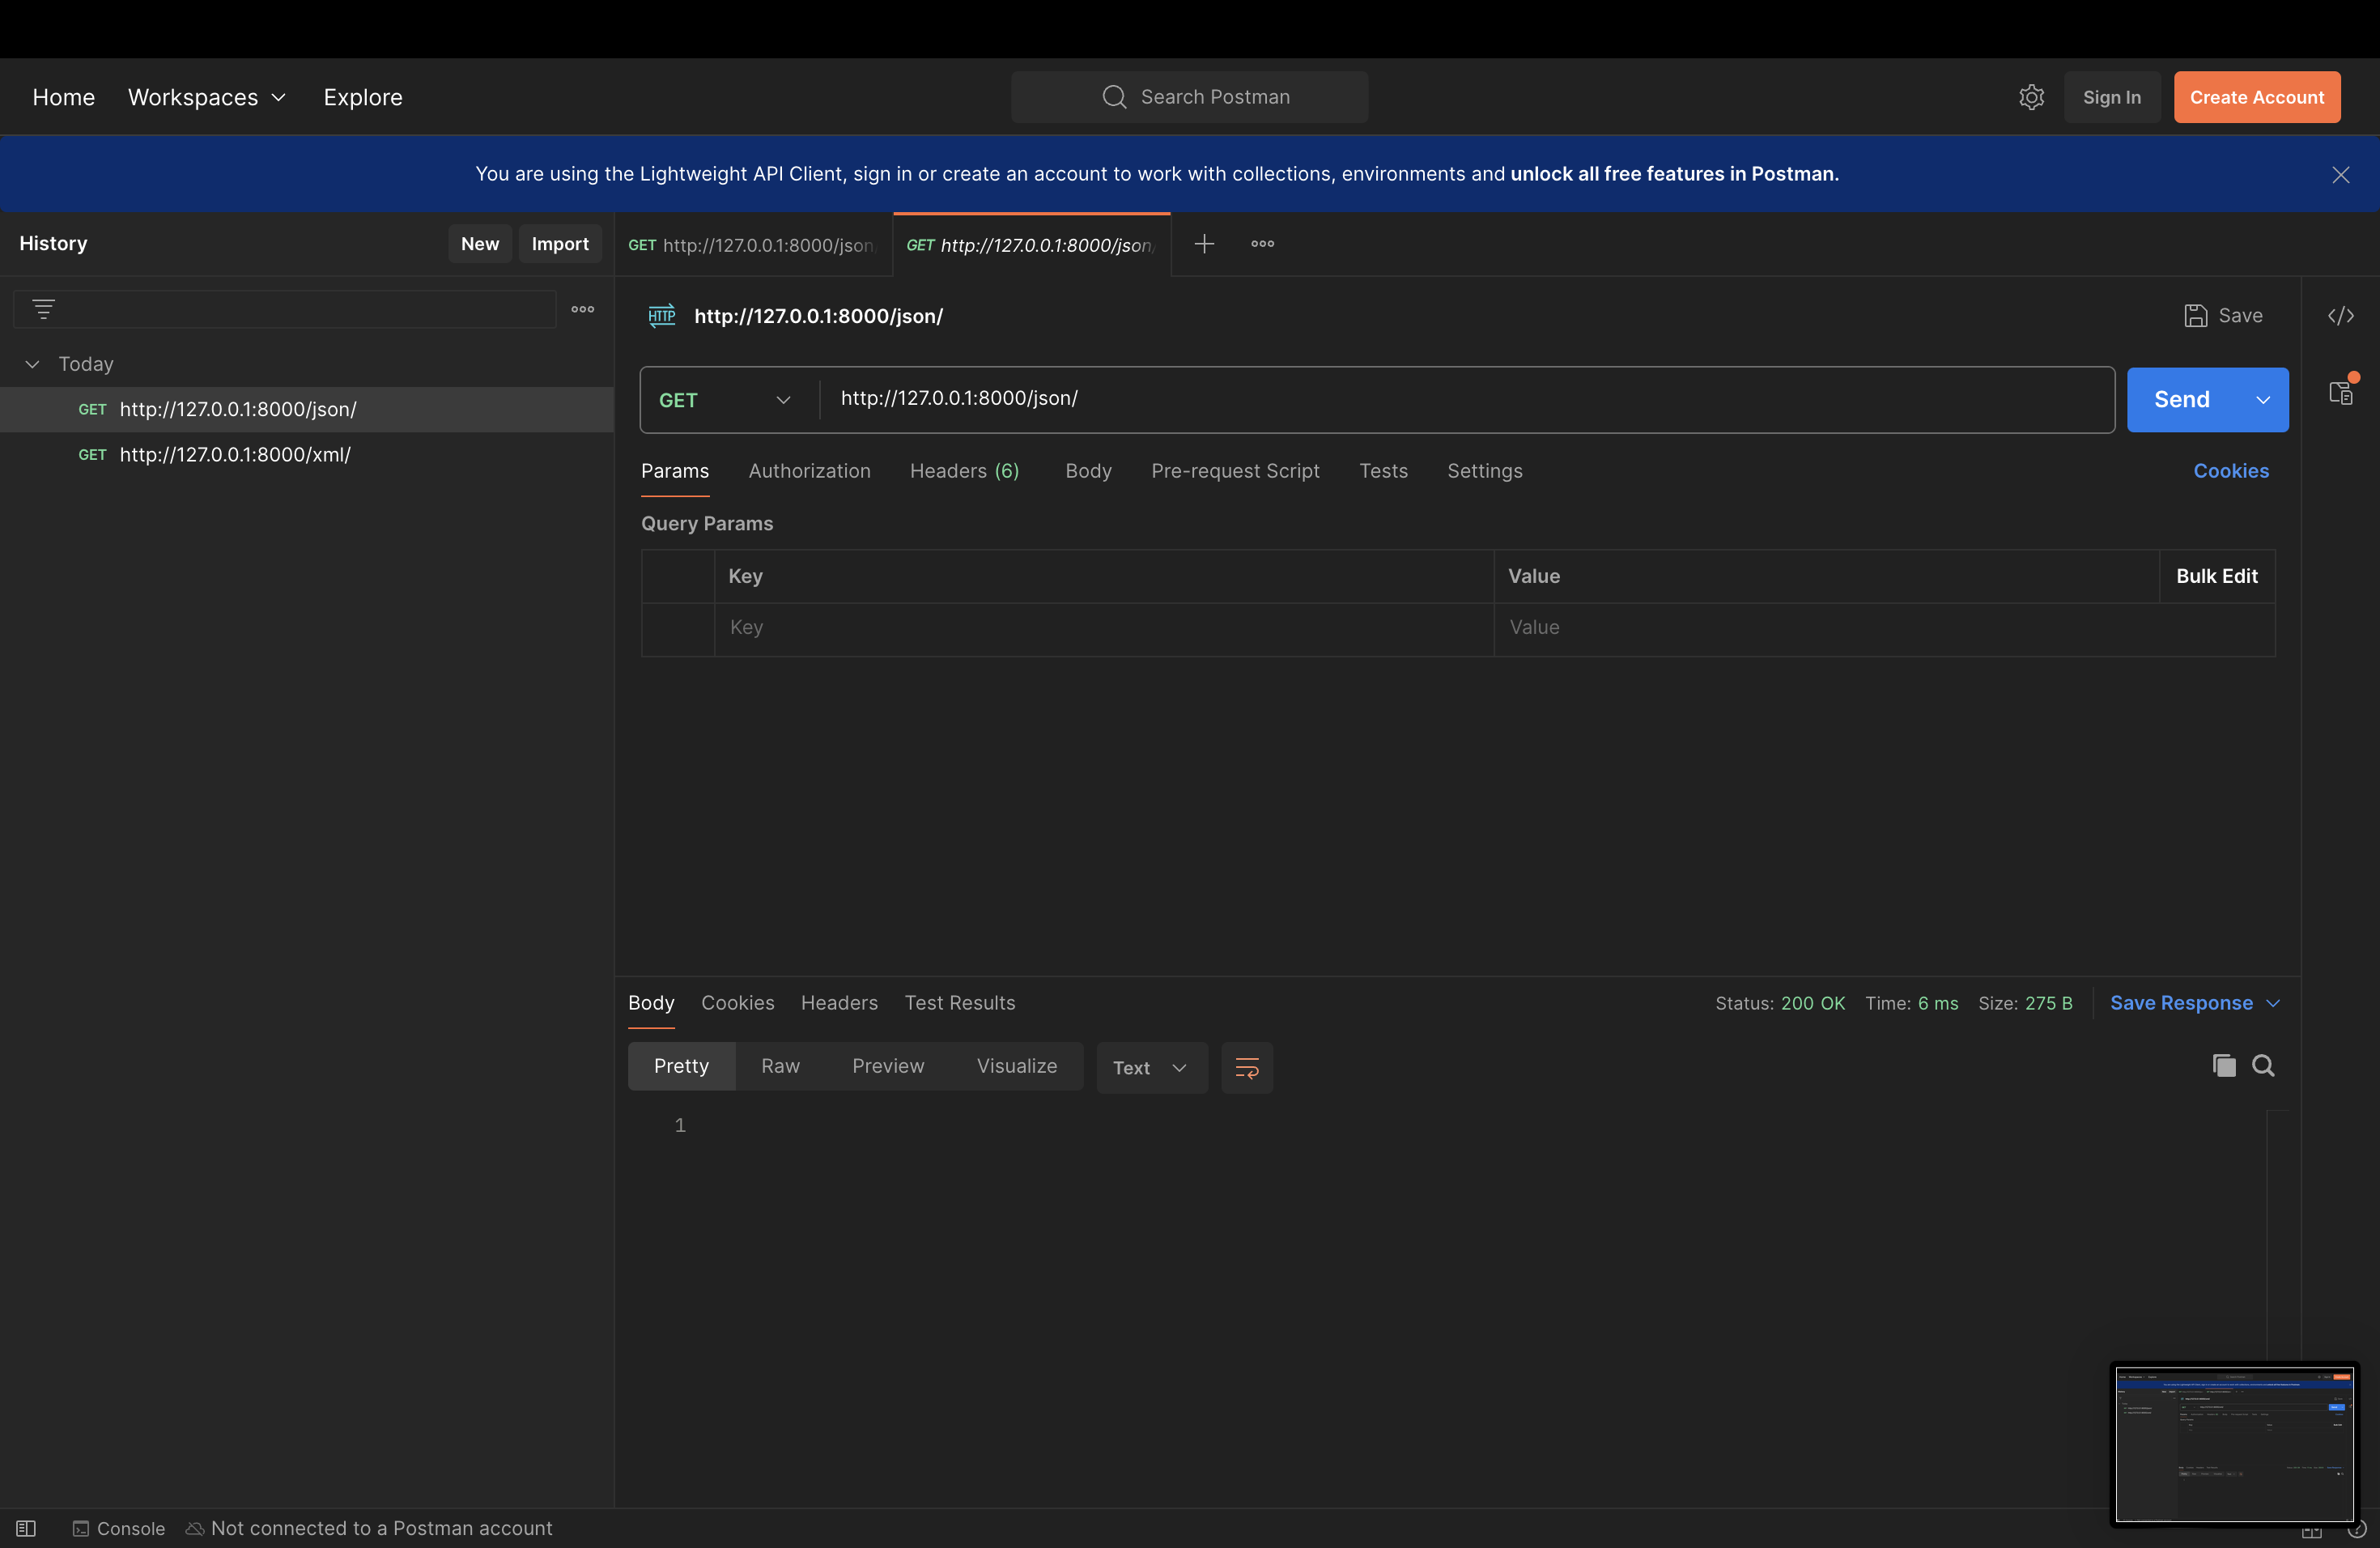 Home Workspaces Explore Search Postman Sign In Create Account
You are using the Lightweight API Client, sign in or create an account to work with collections, environments and unlock all free features in Postman.
History New Import GET http://127.0.0.1:8000/json GET http://127.0.0.1:8000/json/
HTTP http://127.0.0.1:8000/json/ Save </>
Today
GET http://127.0.0.1:8000/json/ Send
GET http://127.0.0.1:8000/json/
GET http://127.0.0.1:8000/xml/
Params Authorization Headers (6) Body Pre-request Script Tests Settings Cookies
Query Params
Key Value Bulk Edit
Key Value
Body Cookies Headers Test Results Status: 200 OK Time: 6 ms Size: 275 B Save Response
Pretty Raw Preview Visualize Text
1
Console Not connected to a Postman account